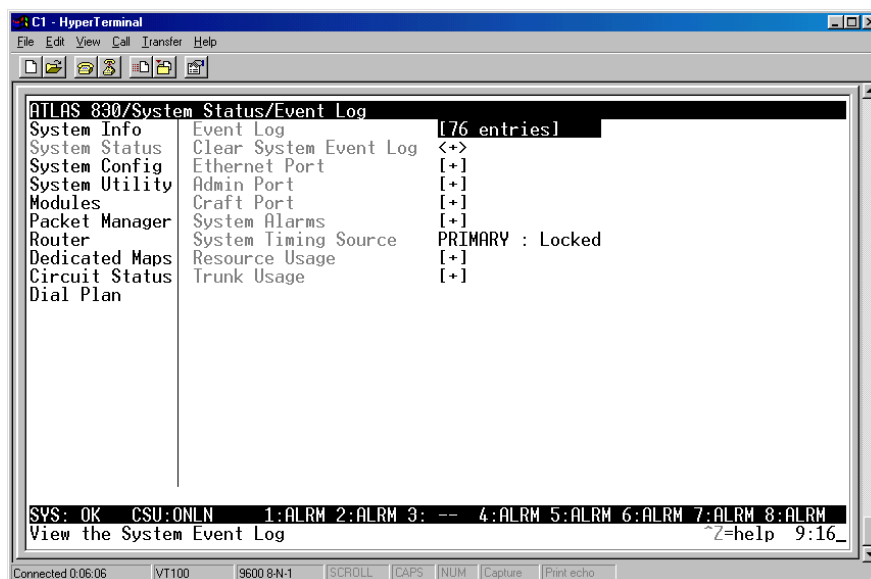 C1 - HyperTerminal
File Edit View Call Transfer Help
ATLAS 830/System Status/Event Log
System Info Event Log [76 entries]
System Status Clear System Event Log <+>
System Config Ethernet Port [+]
System Utility Admin Port [+]
Modules Craft Port [+]
Packet Manager System Alarms [+]
Router System Timing Source PRIMARY : Locked
Dedicated Maps Resource Usage [+]
Circuit Status Trunk Usage [+]
Dial Plan
SYS: OK CSU:ONLN 1:ALRM 2:ALRM 3: -- 4:ALRM 5:ALRM 6:ALRM 7:ALRM 8:ALRM
View the System Event Log ^Z=help 9:16_
Connected 0:06:06 VT100 9600 8-N-1 SCROLL CAPS NUM Capture Print echo